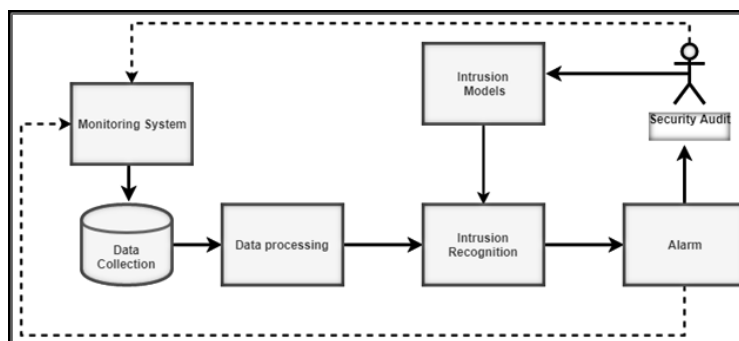 Monitoring System
Intrusion
Models
Security Audit
Data
Collection
Data processing
Intrusion
Recognition
Alarm